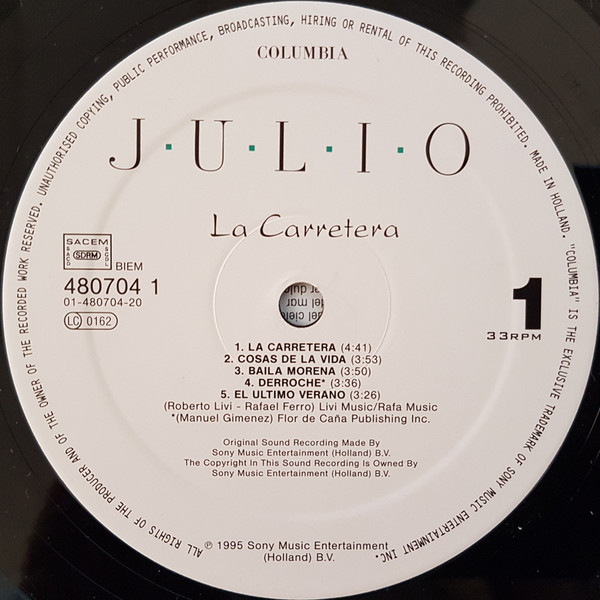 UNAUTHORISED COPYING, PUBLIC PERFORMANCE, BROADCASTING, HIRING OR RENTAL OF THIS RECORDING PROHIBITED. MADE IN HOLLAND. "COLUMBIA" IS THE EXCLUSIVE TRADEMARK OF SONY MUSIC ENTERTAINMENT INC.
COLUMBIA
J·U·L·I·O
La Carretera
SACEM
SDRM
BIEM
480704 1
01-480704-20
LC 0162
1
33RPM
1. LA CARRETERA (4:41)
2. COSAS DE LA VIDA (3:53)
3. BAILA MORENA (3:50)
4. DERROCHE* (3:36)
5. EL ULTIMO VERANO (3:26)
(Roberto Livi - Rafael Ferro) Livi Music/Rafa Music
*(Manuel Gimenez) Flor de Caña Publishing Inc.
Original Sound Recording Made By
Sony Music Entertainment (Holland) B.V.
The Copyright In This Sound Recording Is Owned By
Sony Music Entertainment (Holland) B.V.
℗ 1995 Sony Music Entertainment
(Holland) B.V.
ALL RIGHTS OF THE PRODUCER AND OF THE OWNER OF THE RECORDED WORK RESERVED.